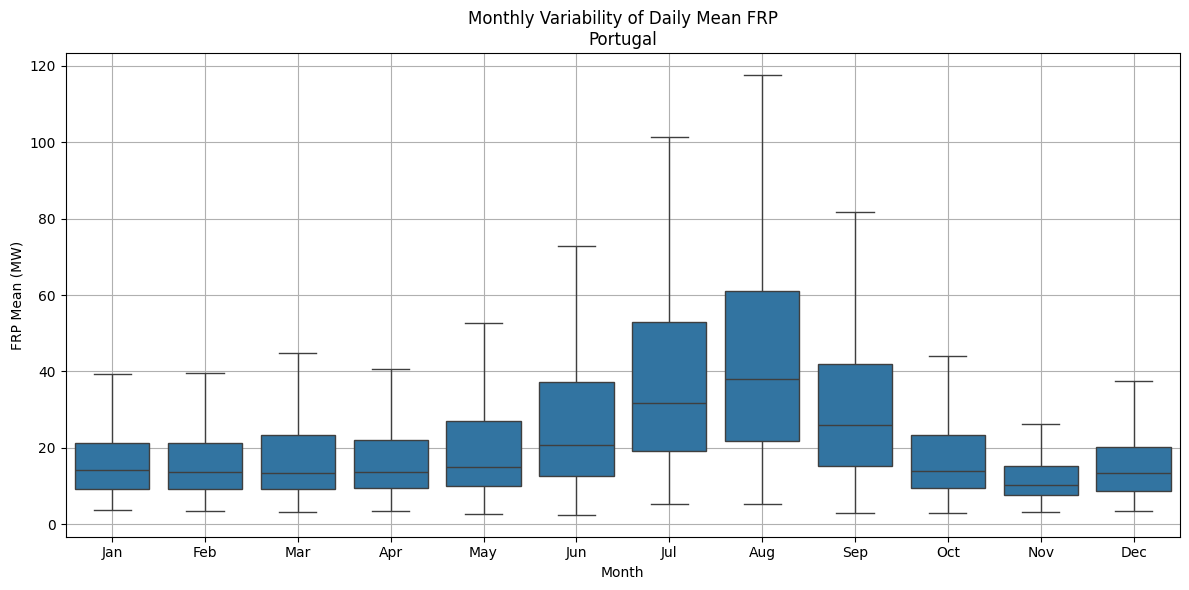 Monthly Variability of Daily Mean FRP
Portugal
120
100
80
60
40
20
0
FRP Mean (MW)
Jan Feb Mar Apr May Jun Jul Aug Sep Oct Nov Dec
Month